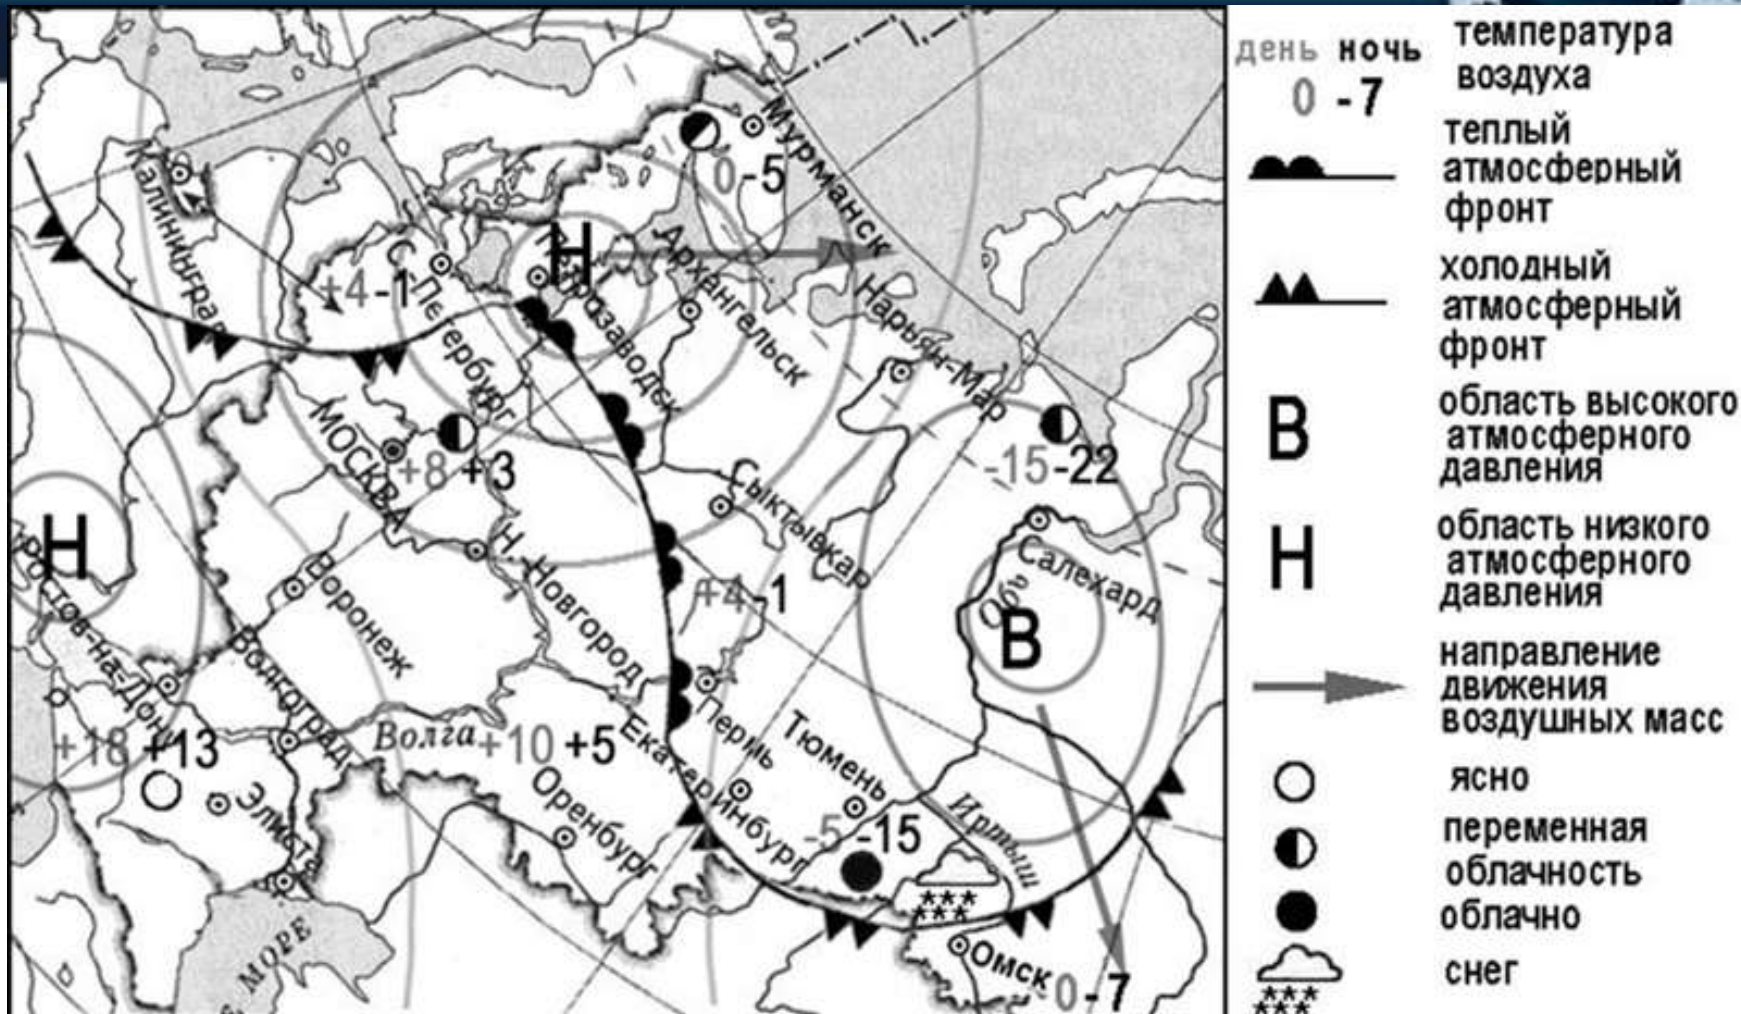 Мурманск
0-5
Калининград
С.-Петербург
+4-1
Н
Петрозаводск
Архангельск
Нарьян-Мар
МОСКВА
+8 +3
-15-22
Сыктывкар
Салехард
Обь
В
Н
Ростов-на-Дону
Воронеж
Н.-Новгород
+4-1
Волгоград
Волга
+10 +5
Пермь
Тюмень
Екатеринбург
+18 +13
Элиста
Оренбург
-5-15
Иртыш
Омск
0-7
МОРЕ
день ночь
0 -7
температура
воздуха
теплый
атмосферный
фронт
холодный
атмосферный
фронт
В
область высокого
атмосферного
давления
Н
область низкого
атмосферного
давления
направление
движения
воздушных масс
ясно
переменная
облачность
облачно
снег